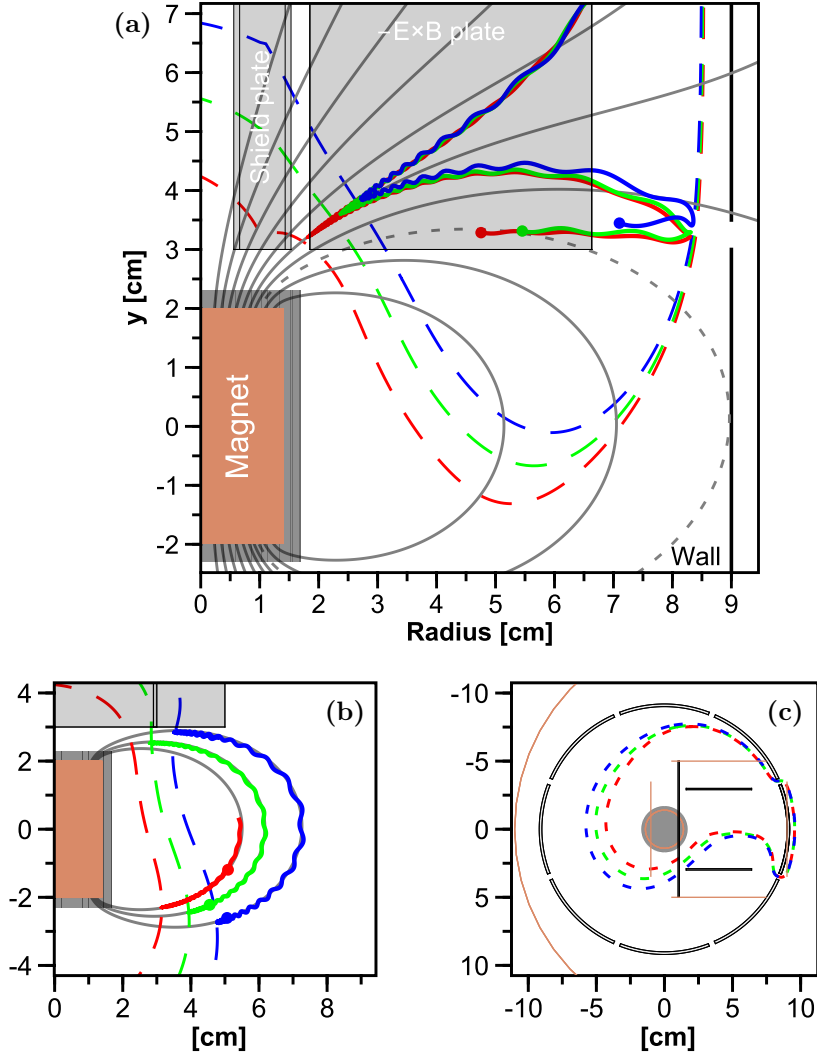 (a)
−E×B plate
Shield plate
Magnet
Wall
y [cm]
7
6
5
4
3
2
1
0
-1
-2
0 1 2 3 4 5 6 7 8 9
Radius [cm]
(b)
4
2
0
-2
-4
0 2 4 6 8
[cm]
(c)
-10
-5
0
5
10
-10 -5 0 5 10
[cm]